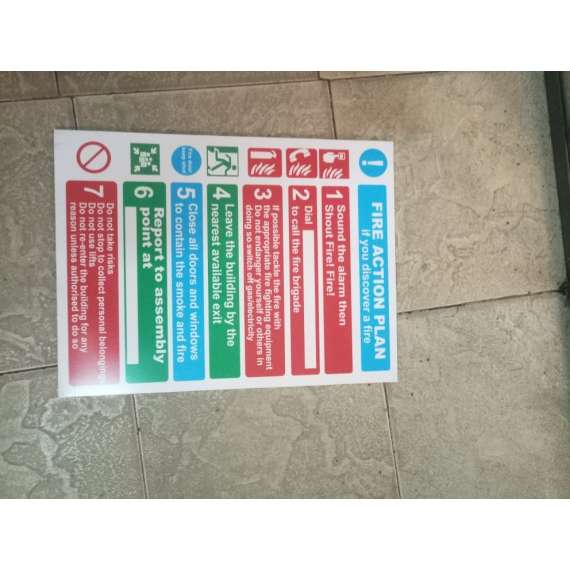 FIRE ACTION PLAN
if you discover a fire
1 Sound the alarm then
Shout Fire! Fire!
2 Dial
to call the fire brigade
3 If possible tackle the fire with
the appropriate fire fighting equipment
Do not endanger yourself or others in
doing so switch off gas/electricity
4 Leave the building by the
nearest available exit
Fire door
keep shut
5 Close all doors and windows
to contain the smoke and fire
6 Report to assembly
point at
7 Do not take risks
Do not stop to collect personal belongings
Do not use lifts
Do not re-enter the building for any
reason unless authorised to do so